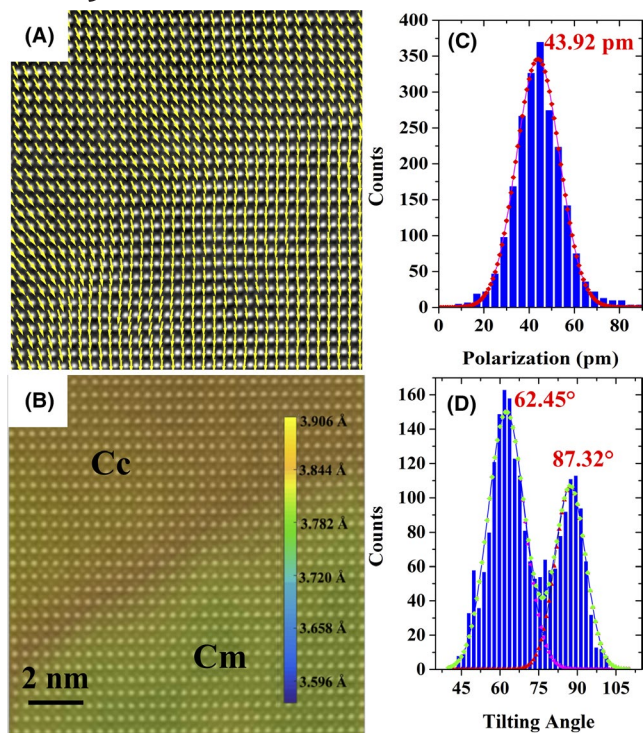 (A)
(B)
Cc
Cm
2 nm
3.906 Å
3.844 Å
3.782 Å
3.720 Å
3.658 Å
3.596 Å
(C)
43.92 pm
400
350
300
250
200
150
100
50
0
Counts
0 20 40 60 80
Polarization (pm)
(D)
62.45°
87.32°
160
140
120
100
80
60
40
20
0
Counts
45 60 75 90 105
Tilting Angle